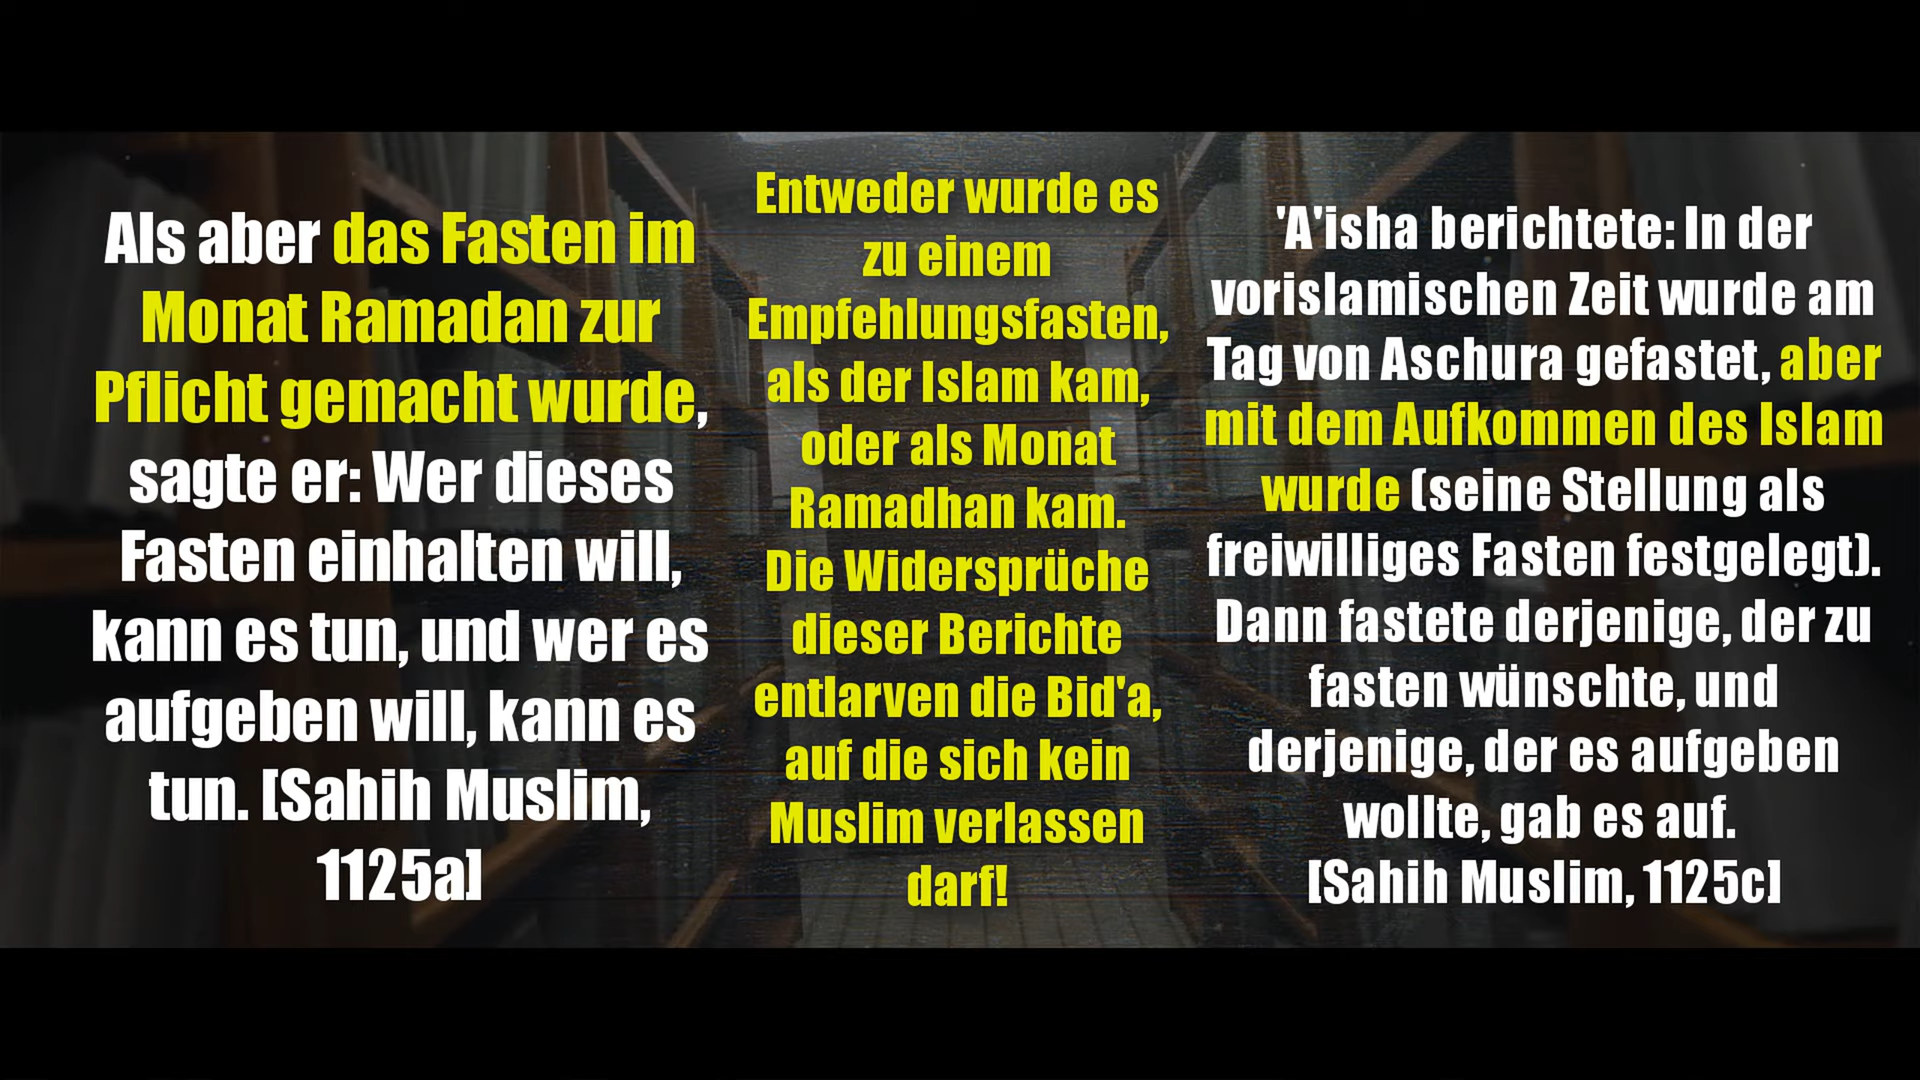 Als aber das Fasten im
Monat Ramadan zur
Pflicht gemacht wurde,
sagte er: Wer dieses
Fasten einhalten will,
kann es tun, und wer es
aufgeben will, kann es
tun. [Sahih Muslim,
1125a]
Entweder wurde es
zu einem
Empfehlungsfasten,
als der Islam kam,
oder als Monat
Ramadhan kam.
Die Widersprüche
dieser Berichte
entlarven die Bid'a,
auf die sich kein
Muslim verlassen
darf!
'A'isha berichtete: In der
vorislamischen Zeit wurde am
Tag von Aschura gefastet, aber
mit dem Aufkommen des Islam
wurde (seine Stellung als
freiwilliges Fasten festgelegt).
Dann fastete derjenige, der zu
fasten wünschte, und
derjenige, der es aufgeben
wollte, gab es auf.
[Sahih Muslim, 1125c]